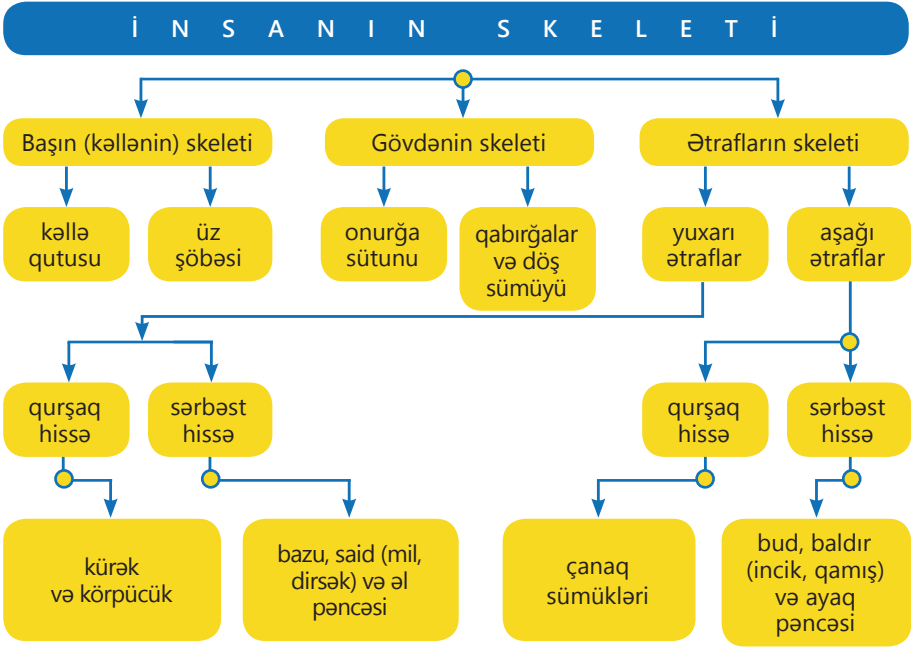 İNSANIN SKELETİ
Başın (kəllənin) skeleti
Gövdənin skeleti
Ətrafların skeleti
kəllə
qutusu
üz
şöbəsi
onurğa
sütunu
qabırğalar
və döş
sümüyü
yuxarı
ətraflar
aşağı
ətraflar
qurşaq
hissə
sərbəst
hissə
qurşaq
hissə
sərbəst
hissə
kürək
və körpücük
bazu, said (mil,
dirsək) və əl
pəncəsi
çanaq
sümükləri
bud, baldır
(incik, qamış)
və ayaq
pəncəsi